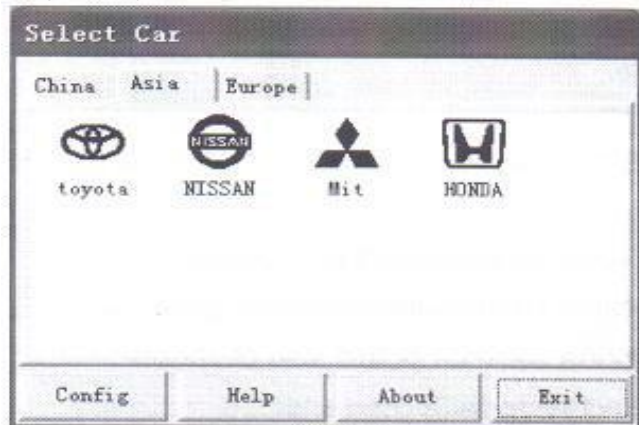 Select Car
China Asia Europe
NISSAN
toyota NISSAN Mit HONDA
Config Help About Exit